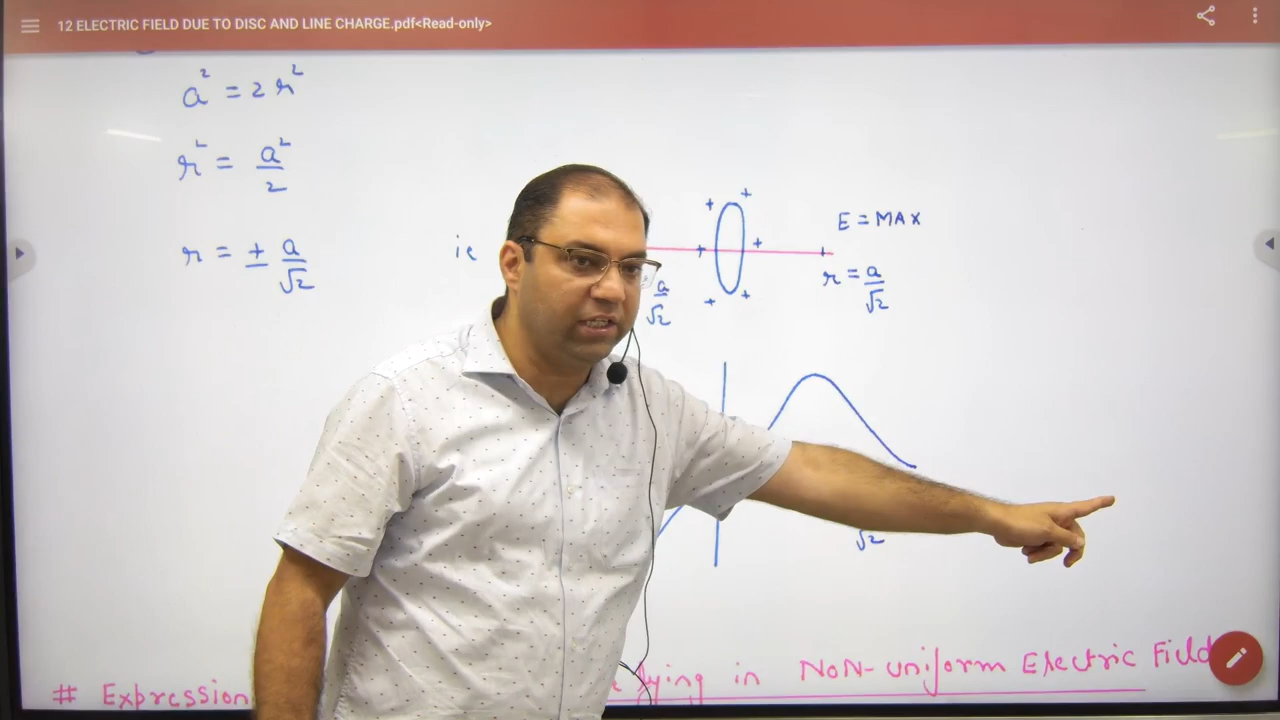 12 ELECTRIC FIELD DUE TO DISC AND LINE CHARGE.pdf<Read-only>
a² = 2r²
r² = a²/2
r = ± a/√2
ie
E = MAX
r = a/√2
a/√2
√2
# Expression lying in NoN-uniform Electric Field